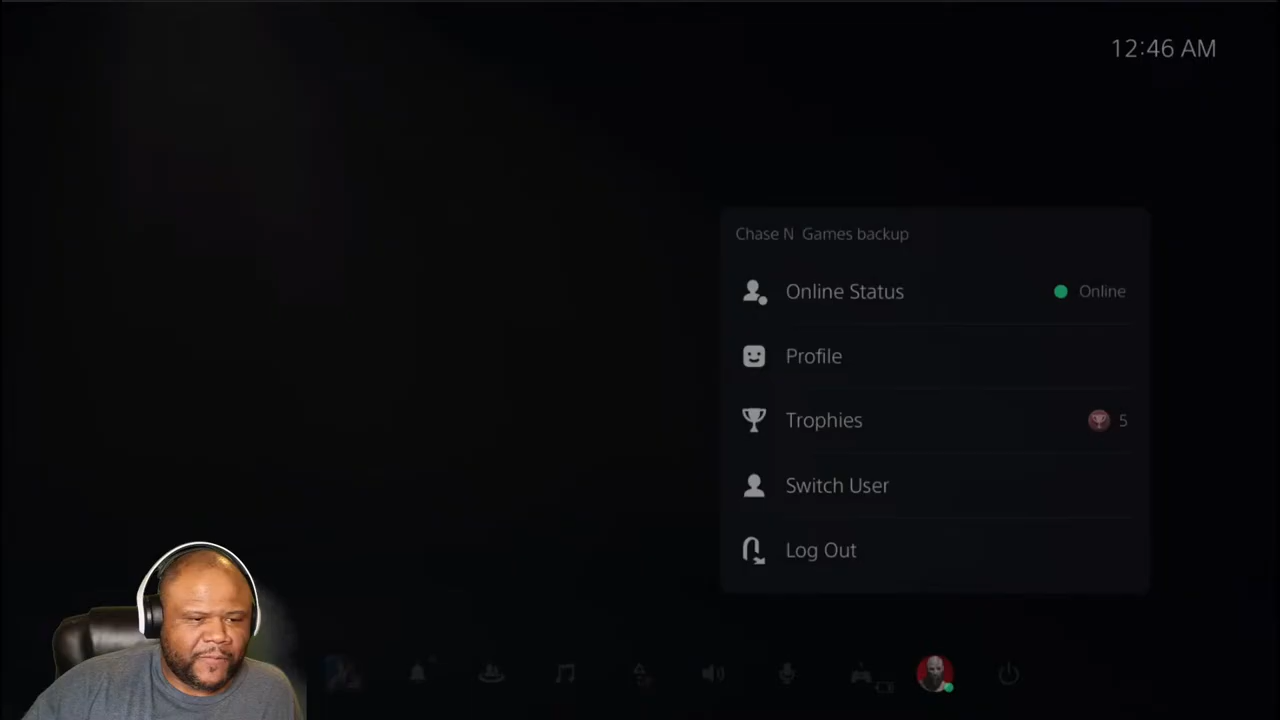 12:46 AM
Chase N Games backup
Online Status
Online
Profile
Trophies
5
Switch User
Log Out